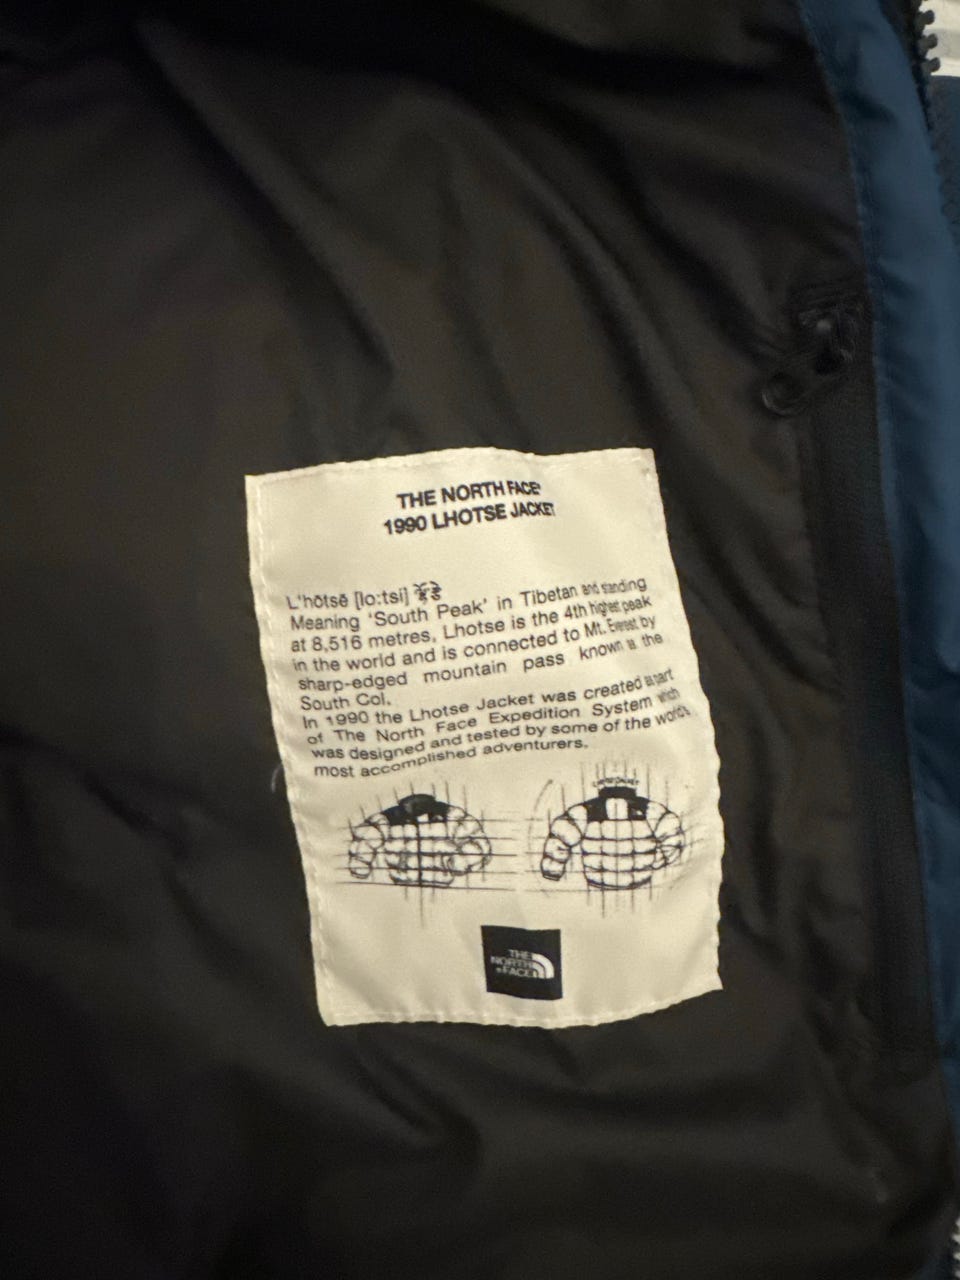 THE NORTH FACE®
1990 LHOTSE JACKET
L'hōtsē [lo:tsi]
Meaning 'South Peak' in Tibetan and standing
at 8,516 metres, Lhotse is the 4th highest peak
in the world and is connected to Mt. Everest by
sharp-edged mountain pass known as the
South Col.
In 1990 the Lhotse Jacket was created as part
of The North Face Expedition System which
was designed and tested by some of the world's
most accomplished adventurers.
LHOTSE JACKET
THE
NORTH
FACE